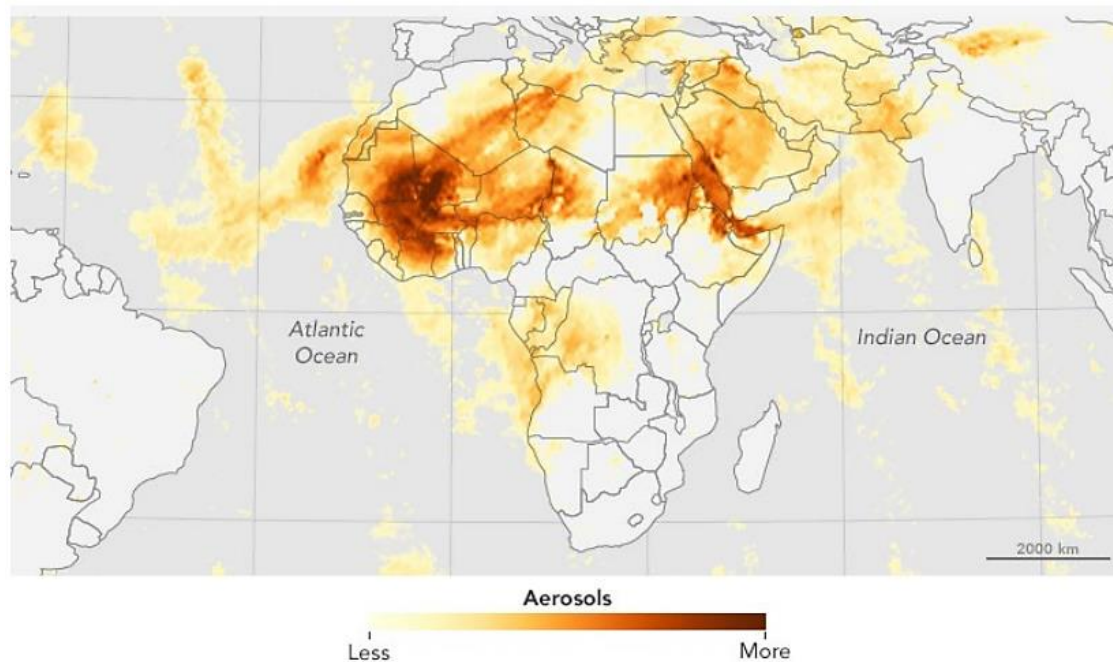 Atlantic
Ocean
Indian Ocean
2000 km
Aerosols
Less
More